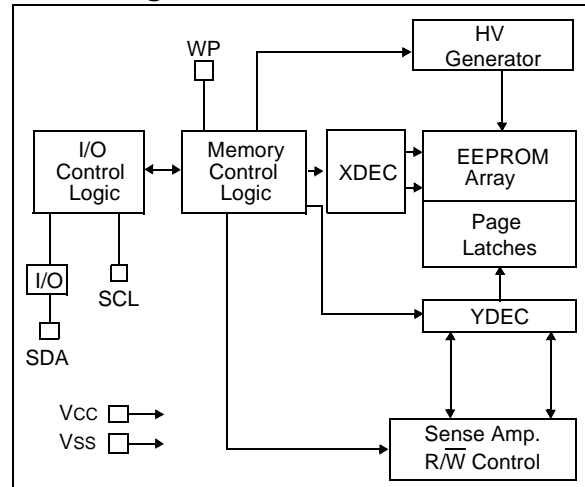 HV
Generator
WP
I/O
Control
Logic
Memory
Control
Logic
XDEC
EEPROM
Array
Page
Latches
I/O
SCL
SDA
YDEC
VCC
VSS
Sense Amp.
R/W̅ Control